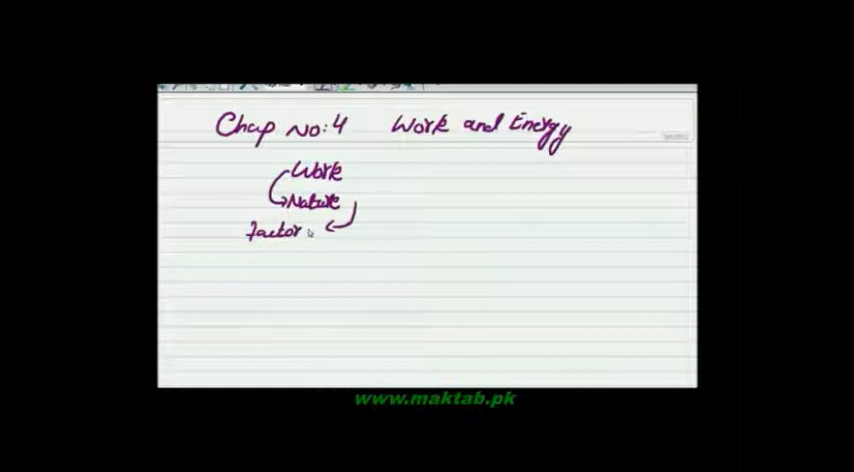 Chap No:4 Work and Energy
Work
Nature
Factor
www.maktab.pk